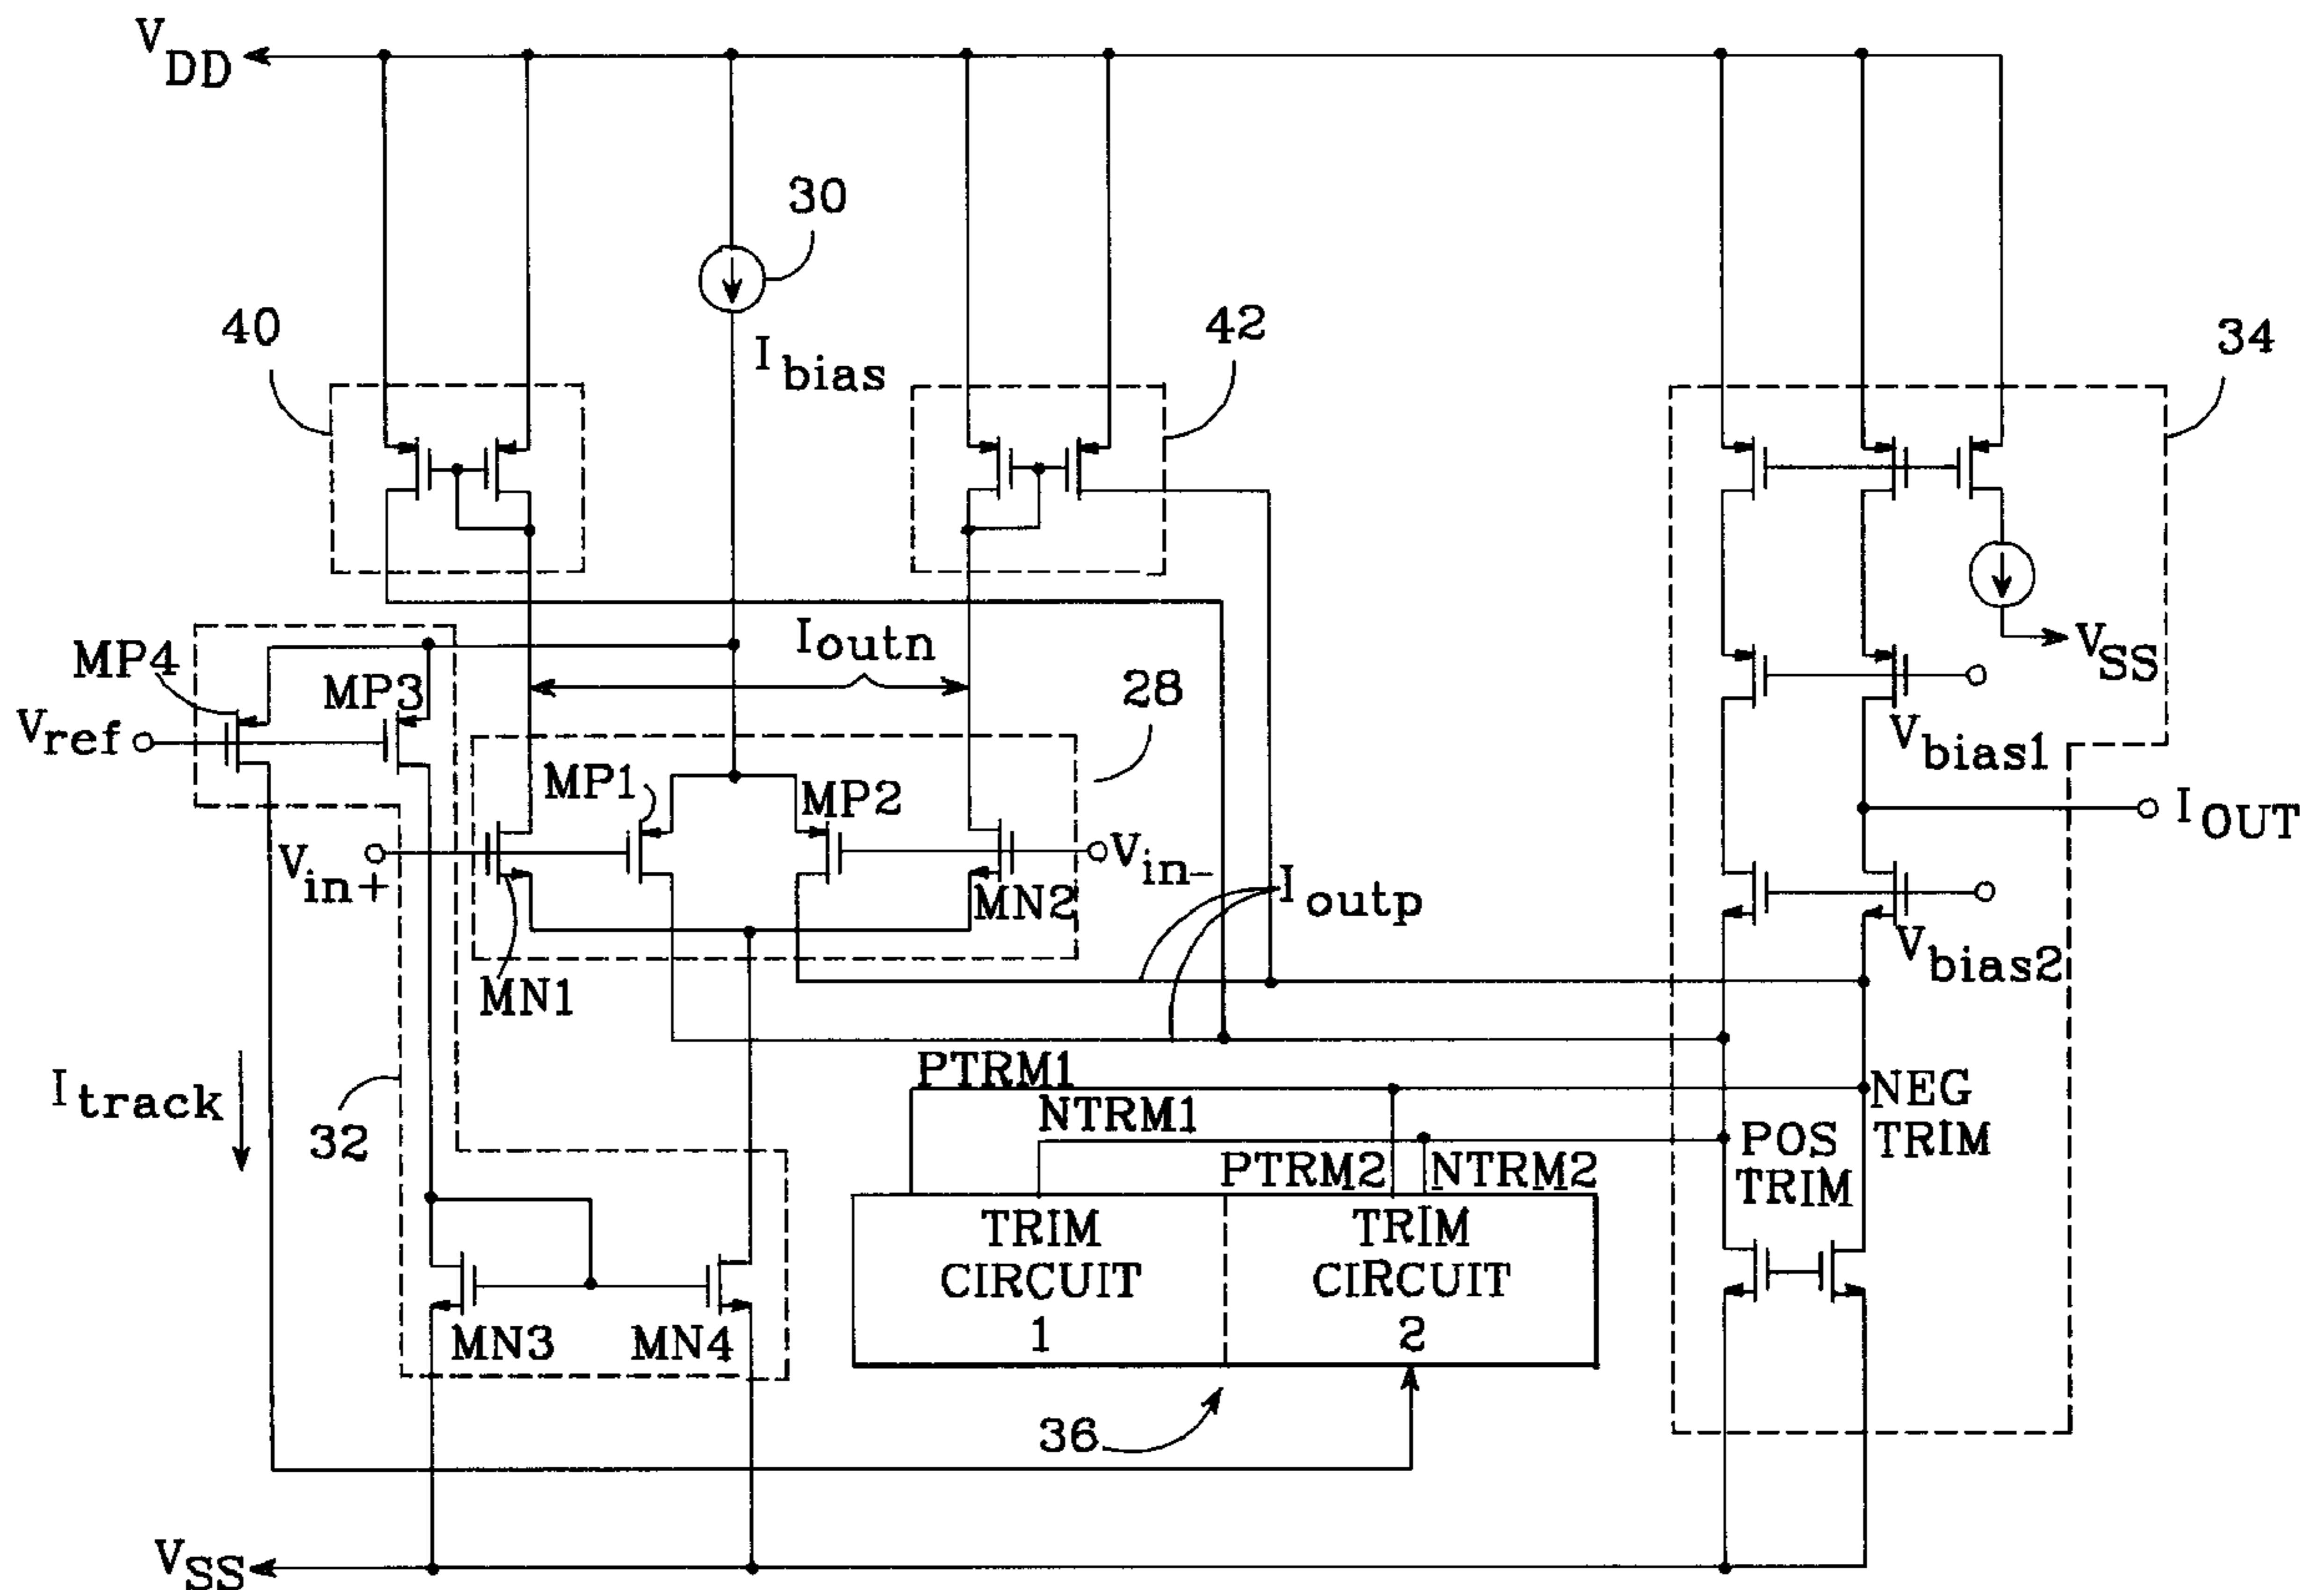 VDD
30
40
Ibias
42
34
MP4
MP3
Ioutn
28
VSS
Vref
Vbias1
MP1
MP2
IOUT
Vin+
Vin-
MN2
Ioutp
MN1
Vbias2
Itrack
32
PTRM1
NTRM1
NEG
TRIM
POS
TRIM
PTRM2
NTRM2
TRIM
CIRCUIT
1
TRIM
CIRCUIT
2
MN3
MN4
36
VSS